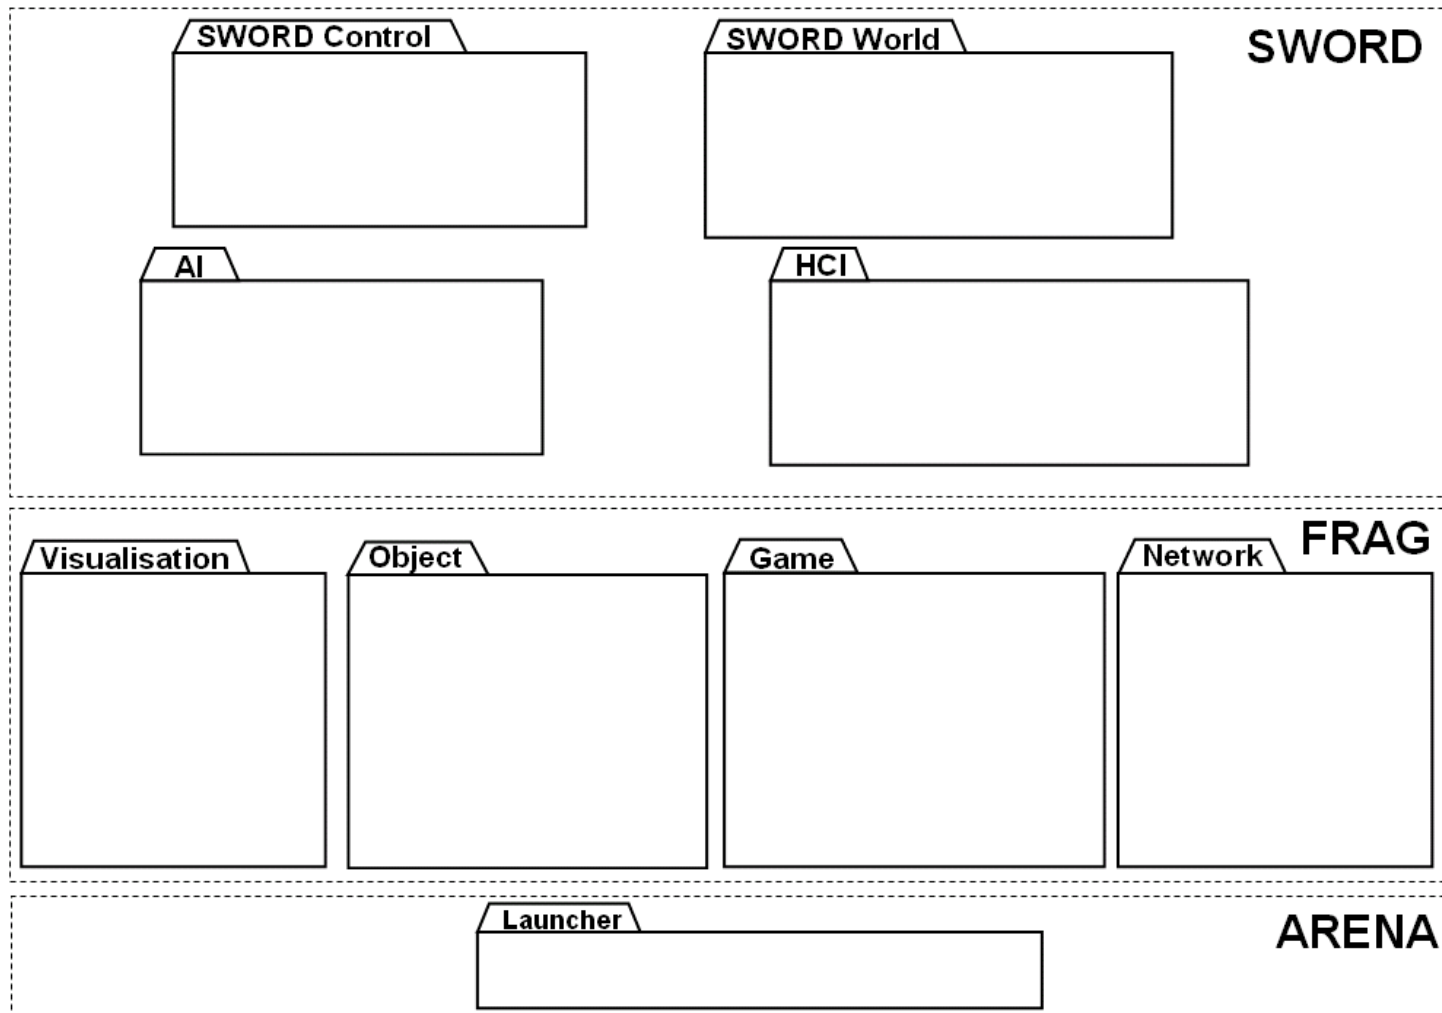 SWORD Control
SWORD World
SWORD
AI
HCI
Visualisation
Object
Game
Network
FRAG
Launcher
ARENA